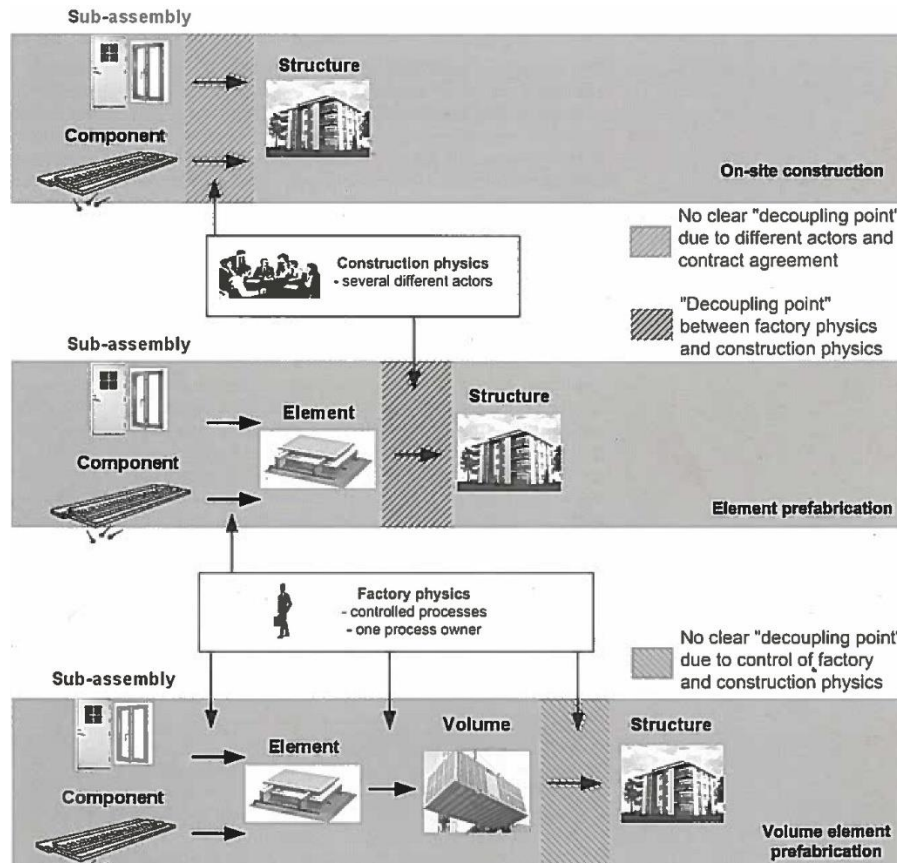 Sub-assembly
Structure
Component
On-site construction
No clear "decoupling point"
due to different actors and
contract agreement
Construction physics
- several different actors
"Decoupling point"
between factory physics
and construction physics
Sub-assembly
Element
Structure
Component
Element prefabrication
Factory physics
- controlled processes
- one process owner
No clear "decoupling point"
due to control of factory
and construction physics
Sub-assembly
Volume
Structure
Element
Component
Volume element
prefabrication